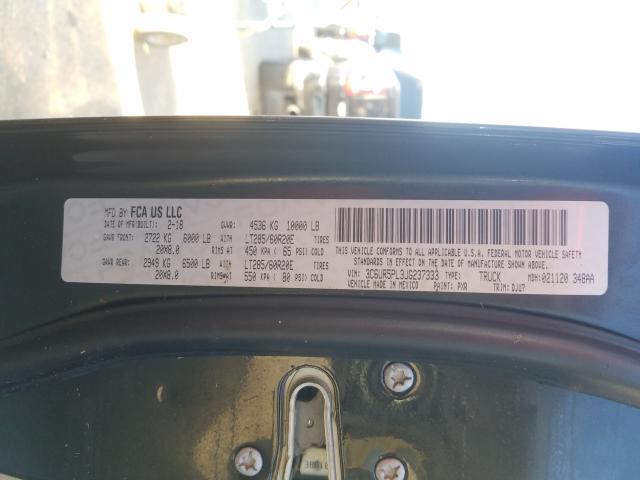 MFD BY FCA US LLC
DATE OF MFR(BUILT): 2-18 GVWR: 4536 KG 10000 LB
GAWR FRONT: 2722 KG 6000 LB WITH LT285/60R20E TIRES
20X8.0 RIMS AT 450 KPA ( 65 PSI) COLD
GAWR REAR: 2949 KG 6500 LB WITH LT285/60R20E TIRES
20X8.0 RIMS AT 550 KPA ( 80 PSI) COLD
THIS VEHICLE CONFORMS TO ALL APPLICABLE U.S.A. FEDERAL MOTOR VEHICLE SAFETY
STANDARDS IN EFFECT ON THE DATE OF MANUFACTURE SHOWN ABOVE.
VIN: 3C6UR5PL3JG237333 TYPE: TRUCK MDH: 021120 348AA
VEHICLE MADE IN MEXICO PAINT: PXR TRIM: DJU7